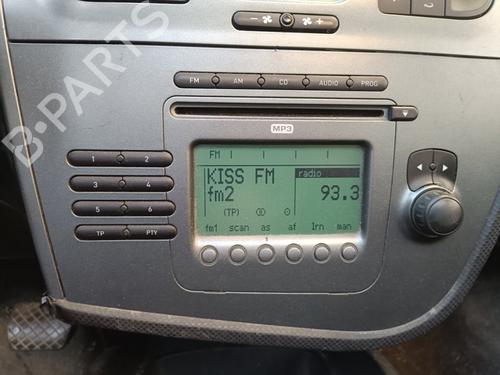 - +
FM AM CD AUDIO PROG
MP3
FM
KISS FM radio
fm2 93.3
(TP)
fm1 scan as af lrn man
1 2
3 4
5 6
TP PTY
B-PARTS